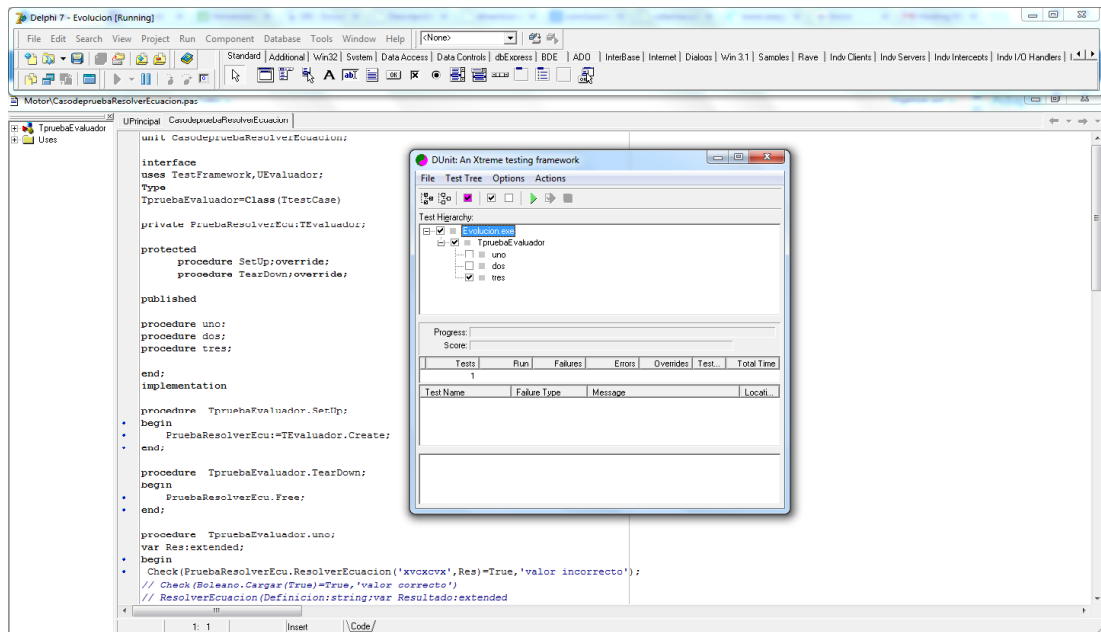 Delphi 7 - Evolucion [Running]
File Edit Search View Project Run Component Database Tools Window Help <None>
Standard Additional Win32 System Data Access Data Controls dbExpress BDE ADO InterBase Internet Dialogs Win 3.1 Samples Rave Indy Clients Indy Servers Indy Intercepts Indy I/O Handlers
Motor\CasodepruebaResolverEcuacion.pas
TpruebaEvaluador
Uses
UPrincipal CasodepruebaResolverEcuacion
unit CasodepruebaResolverEcuacion;
interface
uses TestFramework,UEvaluador;
Type
TpruebaEvaluador=Class(TtestCase)
private PruebaResolverEcu:TEvaluador;
protected
procedure SetUp;override;
procedure TearDown;override;
published
procedure uno;
procedure dos;
procedure tres;
end;
implementation
procedure TpruebaEvaluador.SetUp;
begin
PruebaResolverEcu:=TEvaluador.Create;
end;
procedure TpruebaEvaluador.TearDown;
begin
PruebaResolverEcu.Free;
end;
procedure TpruebaEvaluador.uno;
var Res:extended;
begin
Check(PruebaResolverEcu.ResolverEcuacion('xvcxcvx',Res)=True,'valor incorrecto');
// Check(Boleano.Cargar(True)=True,'valor correcto')
// ResolverEcuacion(Definicion:string;var Resultado:extended
1: 1 Insert Code
DUnit: An Xtreme testing framework
File Test Tree Options Actions
Test Hierarchy:
Evolucion.exe
TpruebaEvaluador
uno
dos
tres
Progress:
Score:
Tests Run Failures Errors Overrides Test... Total Time
1
Test Name Failure Type Message Locati...